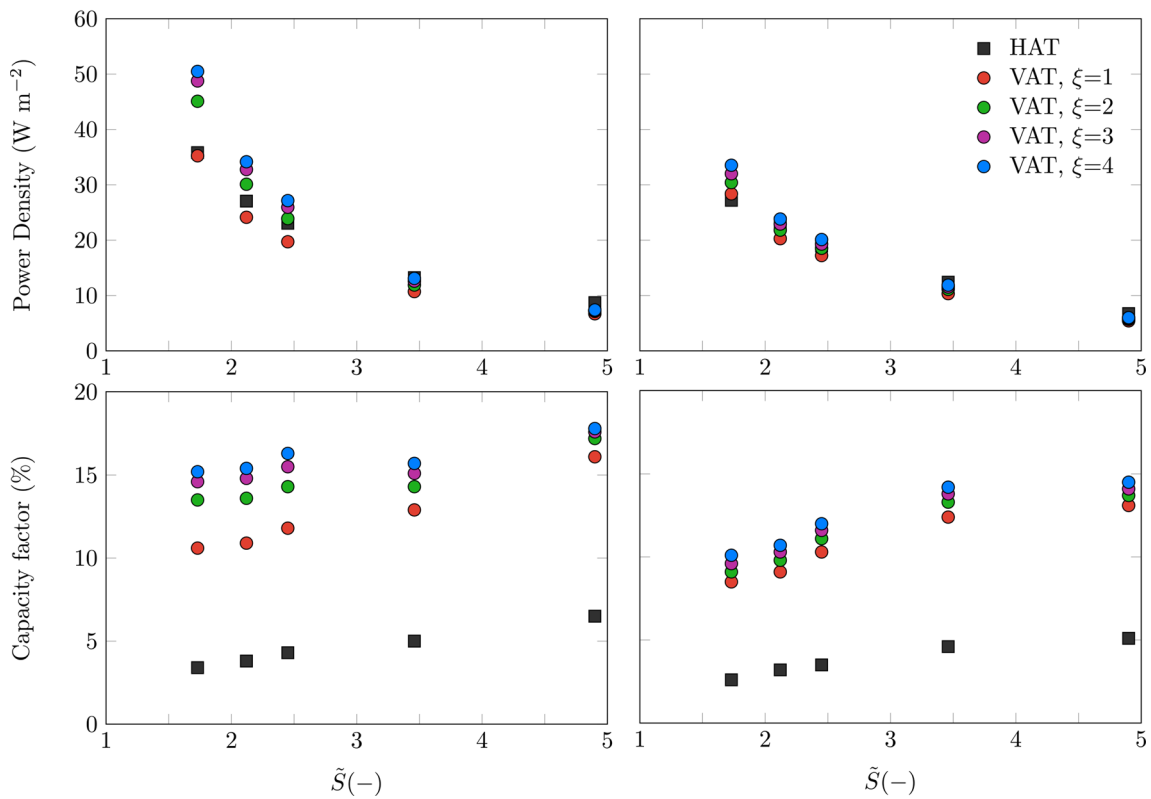 60
50
40
30
20
10
0
Power Density (W m⁻²)
1 2 3 4 5
HAT
VAT, ξ=1
VAT, ξ=2
VAT, ξ=3
VAT, ξ=4
1 2 3 4 5
20
15
10
5
0
Capacity factor (%)
1 2 3 4 5
S̃(−)
1 2 3 4 5
S̃(−)